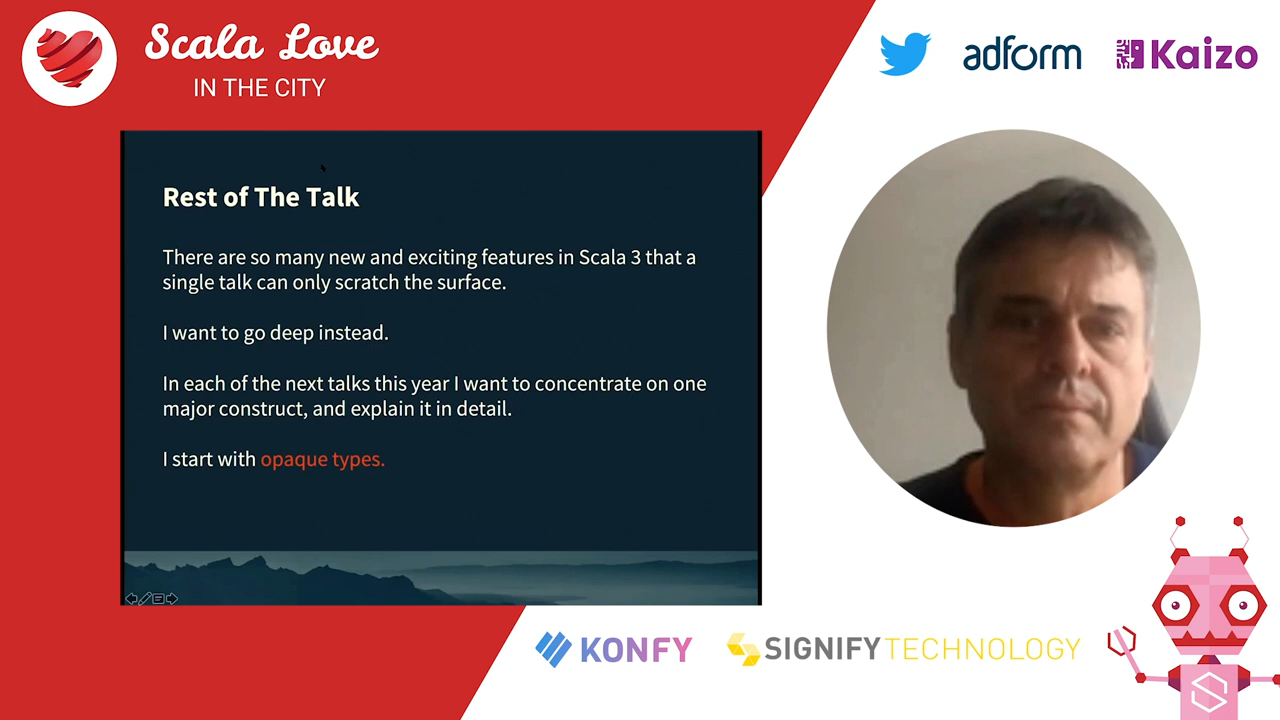 Scala Love
IN THE CITY
adform
Kaizo
Rest of The Talk
There are so many new and exciting features in Scala 3 that a
single talk can only scratch the surface.
I want to go deep instead.
In each of the next talks this year I want to concentrate on one
major construct, and explain it in detail.
I start with opaque types.
KONFY
SIGNIFYTECHNOLOGY